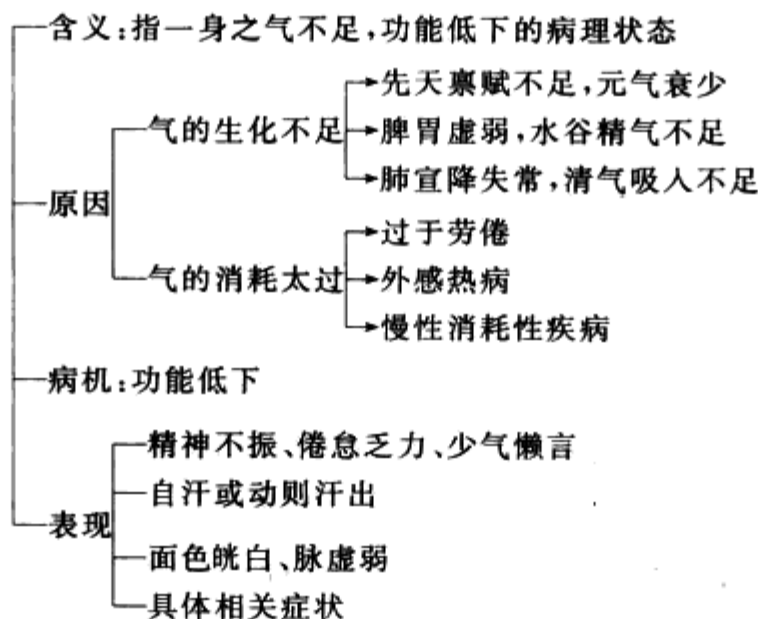 含义:指一身之气不足,功能低下的病理状态
先天禀赋不足,元气衰少
气的生化不足
脾胃虚弱,水谷精气不足
肺宣降失常,清气吸人不足
原因
过于劳倦
气的消耗太过
外感热病
慢性消耗性疾病
病机:功能低下
精神不振、倦怠乏力、少气懒言
自汗或动则汗出
表现
面色㿠白、脉虚弱
具体相关症状